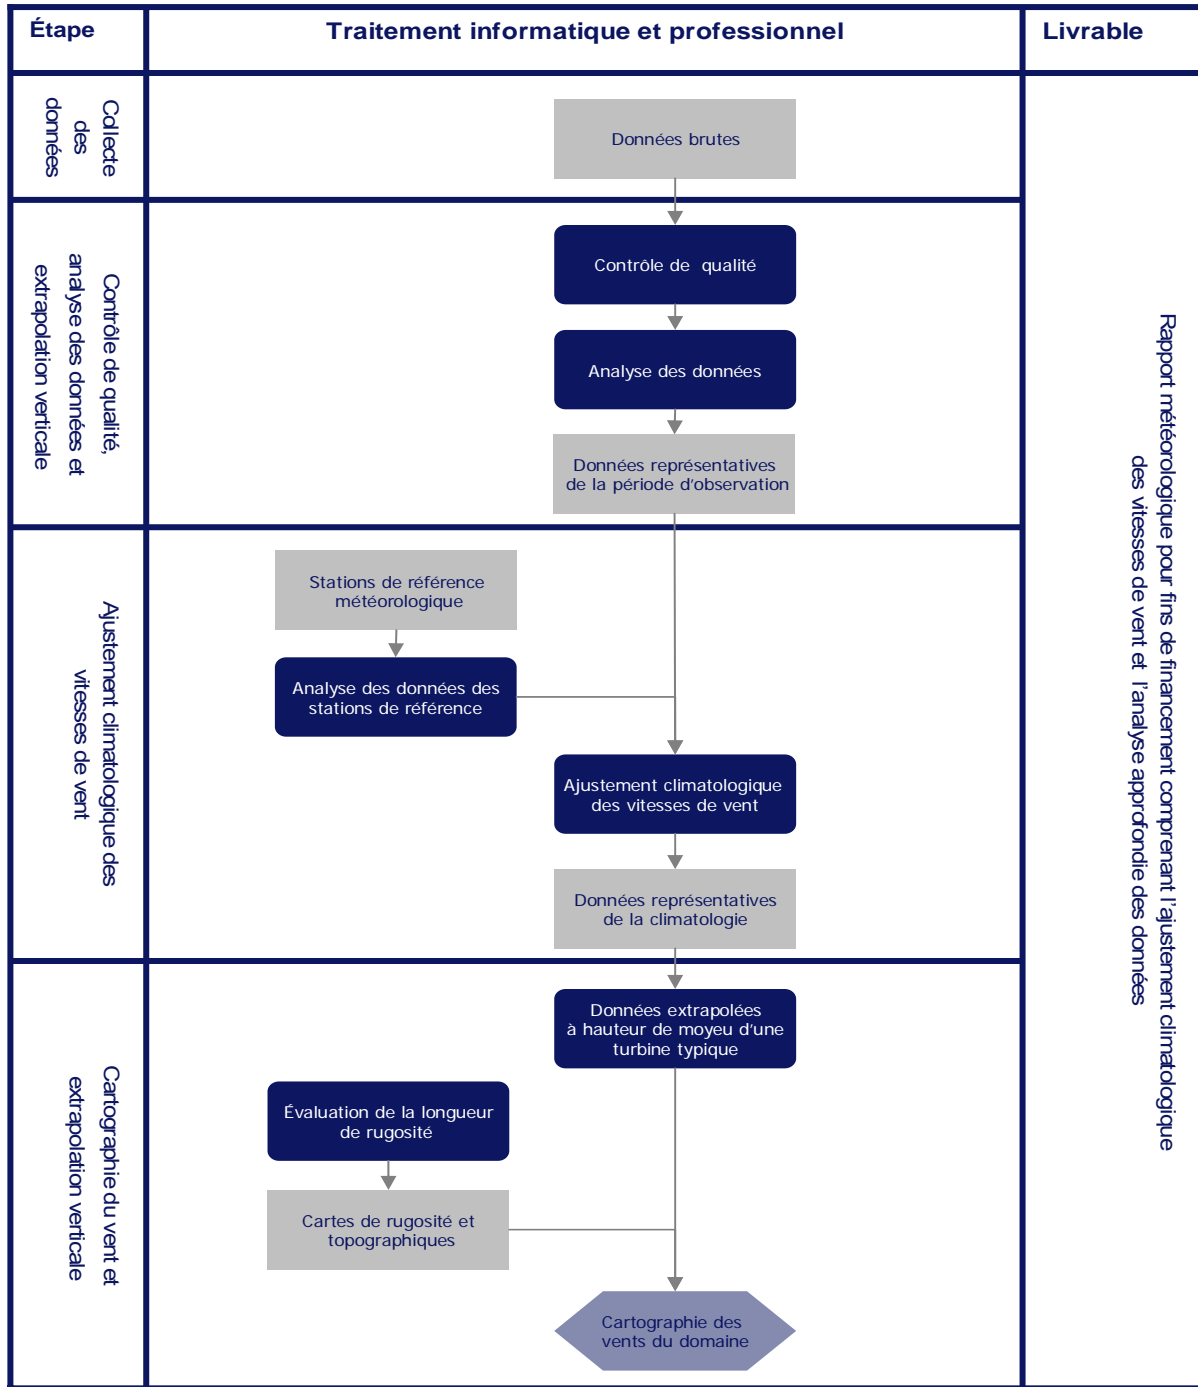 Étape
Traitement informatique et professionnel
Livrable
Collecte
des
données
Données brutes
Contrôle de qualité,
analyse des données et
extrapolation verticale
Contrôle de qualité
Analyse des données
Données représentatives
de la période d'observation
Ajustement climatologique des
vitesses de vent
Stations de référence
météorologique
Analyse des données des
stations de référence
Ajustement climatologique
des vitesses de vent
Données représentatives
de la climatologie
Cartographie du vent et
extrapolation verticale
Données extrapolées
à hauteur de moyeu d'une
turbine typique
Évaluation de la longueur
de rugosité
Cartes de rugosité et
topographiques
Cartographie des
vents du domaine
Rapport météorologique pour fins de financement comprenant l'ajustement climatologique
des vitesses de vent et l'analyse approfondie des données